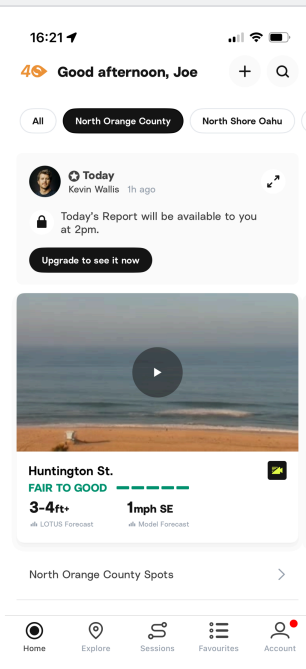 16:21
40
Good afternoon, Joe
All
North Orange County
North Shore Oahu
Today
Kevin Wallis 1h ago
Today's Report will be available to you
at 2pm.
Upgrade to see it now
Huntington St.
FAIR TO GOOD
3-4ft+ 1mph SE
LOTUS Forecast Model Forecast
North Orange County Spots
Home Explore Sessions Favourites Account